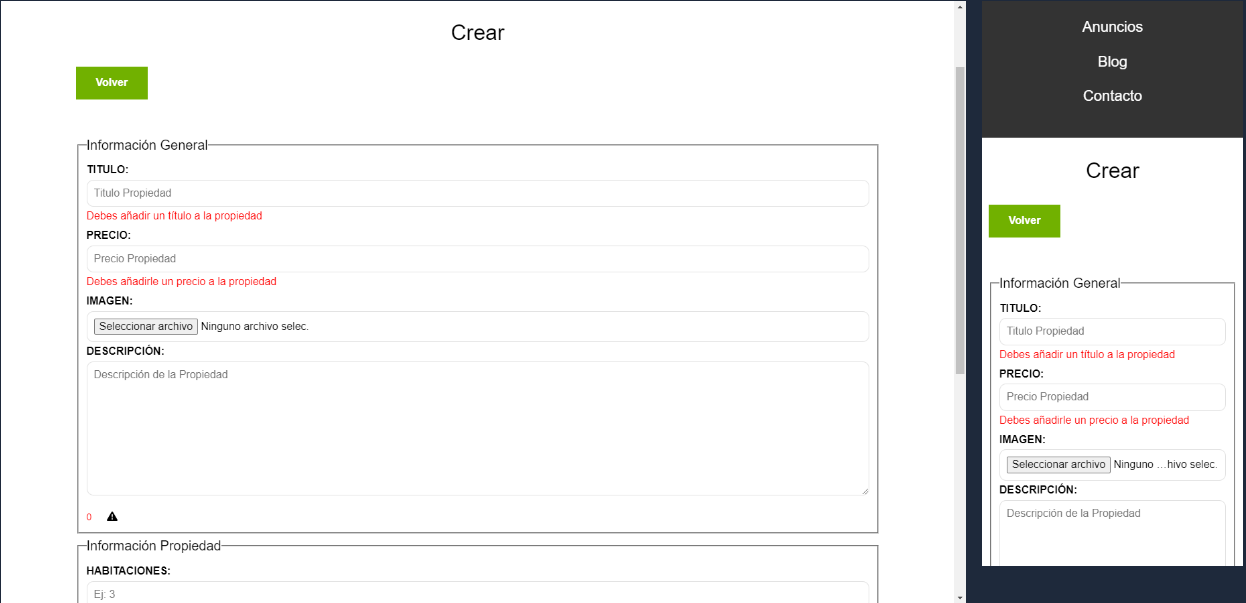 Crear
Volver
Información General
TITULO:
Titulo Propiedad
Debes añadir un título a la propiedad
PRECIO:
Precio Propiedad
Debes añadirle un precio a la propiedad
IMAGEN:
Seleccionar archivo Ninguno archivo selec.
DESCRIPCIÓN:
Descripción de la Propiedad
0
Información Propiedad
HABITACIONES:
Ej: 3
Anuncios
Blog
Contacto
Crear
Volver
Información General
TITULO:
Titulo Propiedad
Debes añadir un título a la propiedad
PRECIO:
Precio Propiedad
Debes añadirle un precio a la propiedad
IMAGEN:
Seleccionar archivo Ninguno ...hivo selec.
DESCRIPCIÓN:
Descripción de la Propiedad